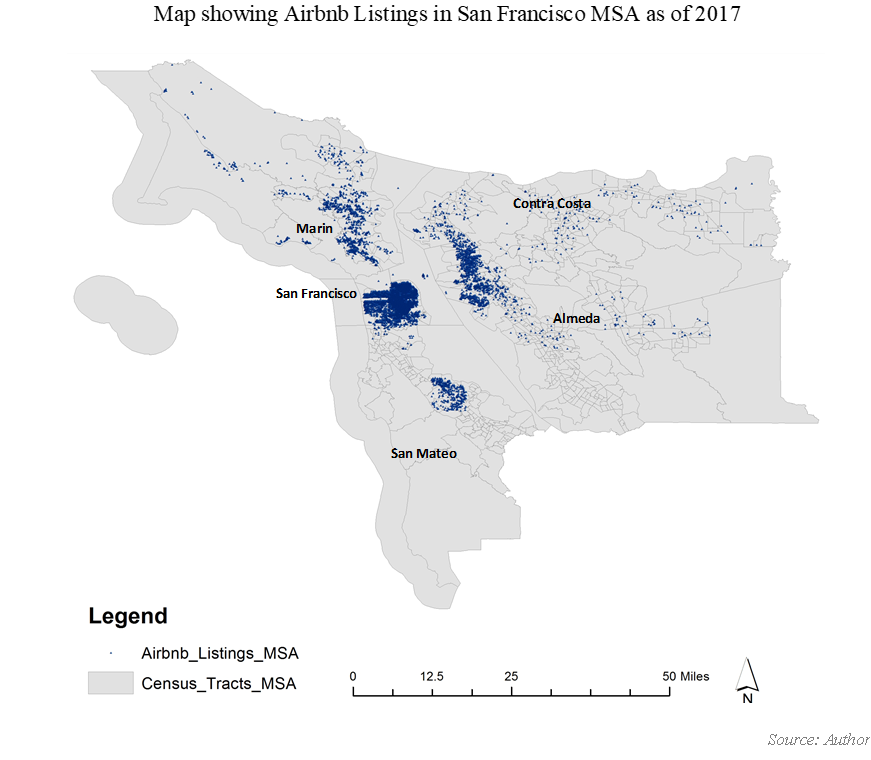 Map showing Airbnb Listings in San Francisco MSA as of 2017
Contra Costa
Marin
San Francisco
Almeda
San Mateo
Legend
Airbnb_Listings_MSA
Census_Tracts_MSA
0 12.5 25 50 Miles
N
Source: Author